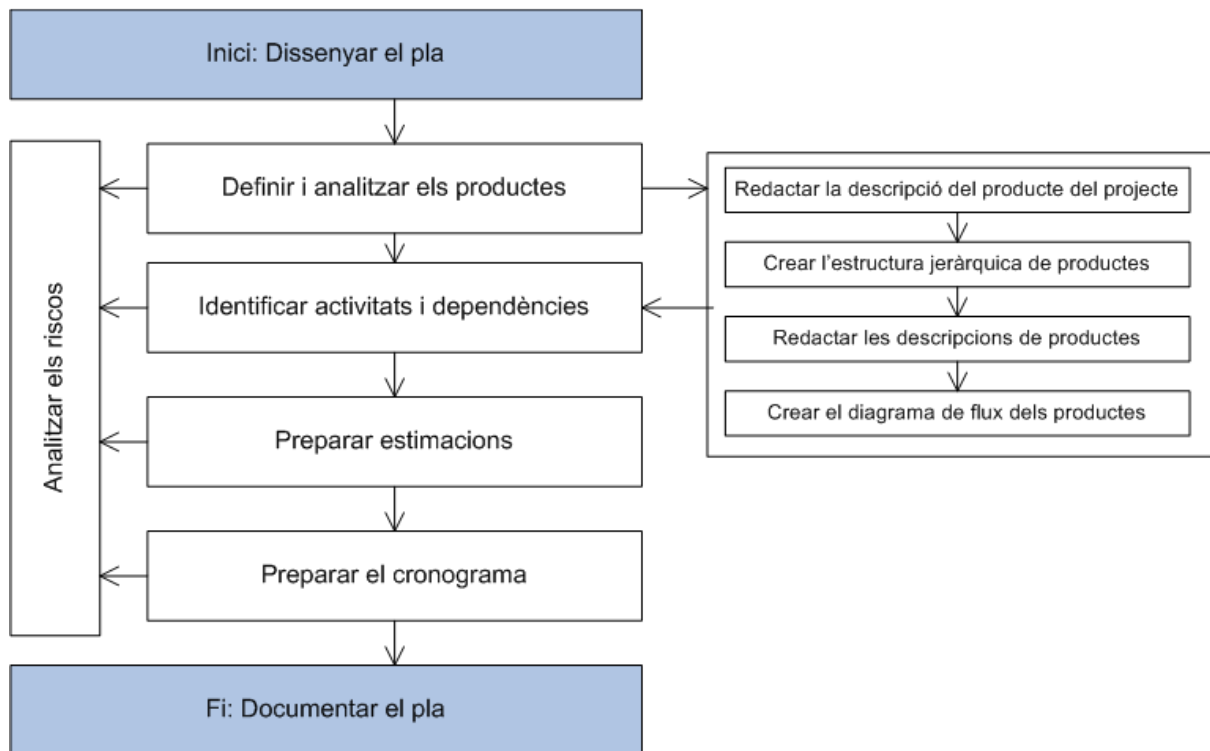 Inici: Dissenyar el pla
Definir i analitzar els productes
Identificar activitats i dependències
Preparar estimacions
Preparar el cronograma
Fi: Documentar el pla
Analitzar els riscos
Redactar la descripció del producte del projecte
Crear l’estructura jeràrquica de productes
Redactar les descripcions de productes
Crear el diagrama de flux dels productes